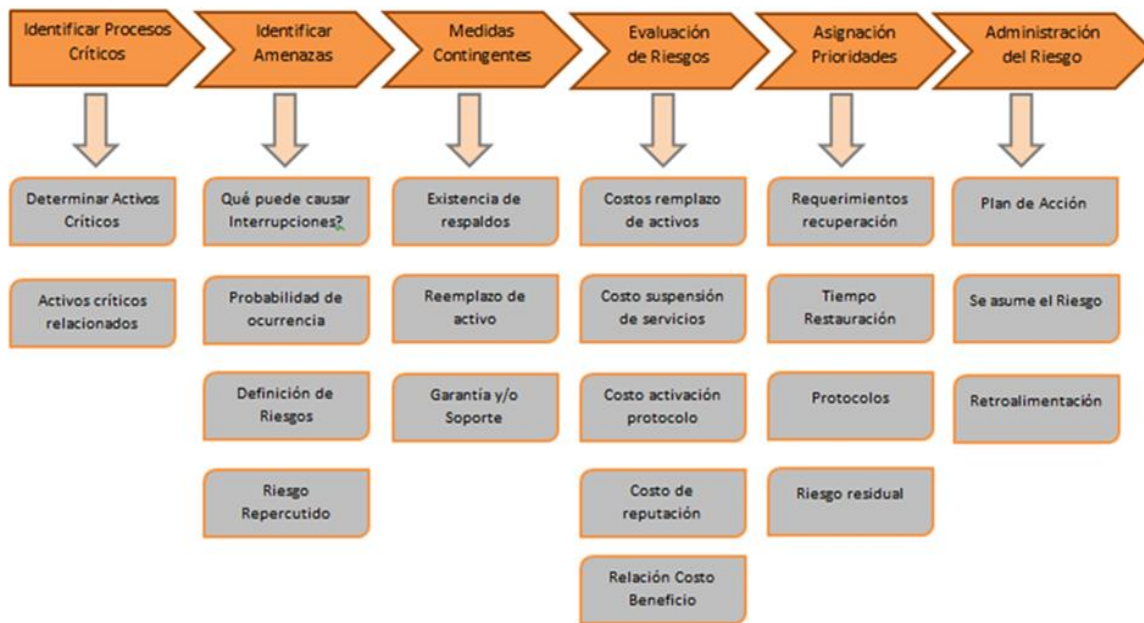 Identificar Procesos
Críticos
Identificar
Amenazas
Medidas
Contingentes
Evaluación
de Riesgos
Asignación
Prioridades
Administración
del Riesgo
Determinar Activos
Críticos
Activos críticos
relacionados
Qué puede causar
Interrupciones?
Probabilidad de
ocurrencia
Definición de
Riesgos
Riesgo
Repercutido
Existencia de
respaldos
Reemplazo de
activo
Garantía y/o
Soporte
Costos remplazo
de activos
Costo suspensión
de servicios
Costo activación
protocolo
Costo de
reputación
Relación Costo
Beneficio
Requerimientos
recuperación
Tiempo
Restauración
Protocolos
Riesgo residual
Plan de Acción
Se asume el Riesgo
Retroalimentación